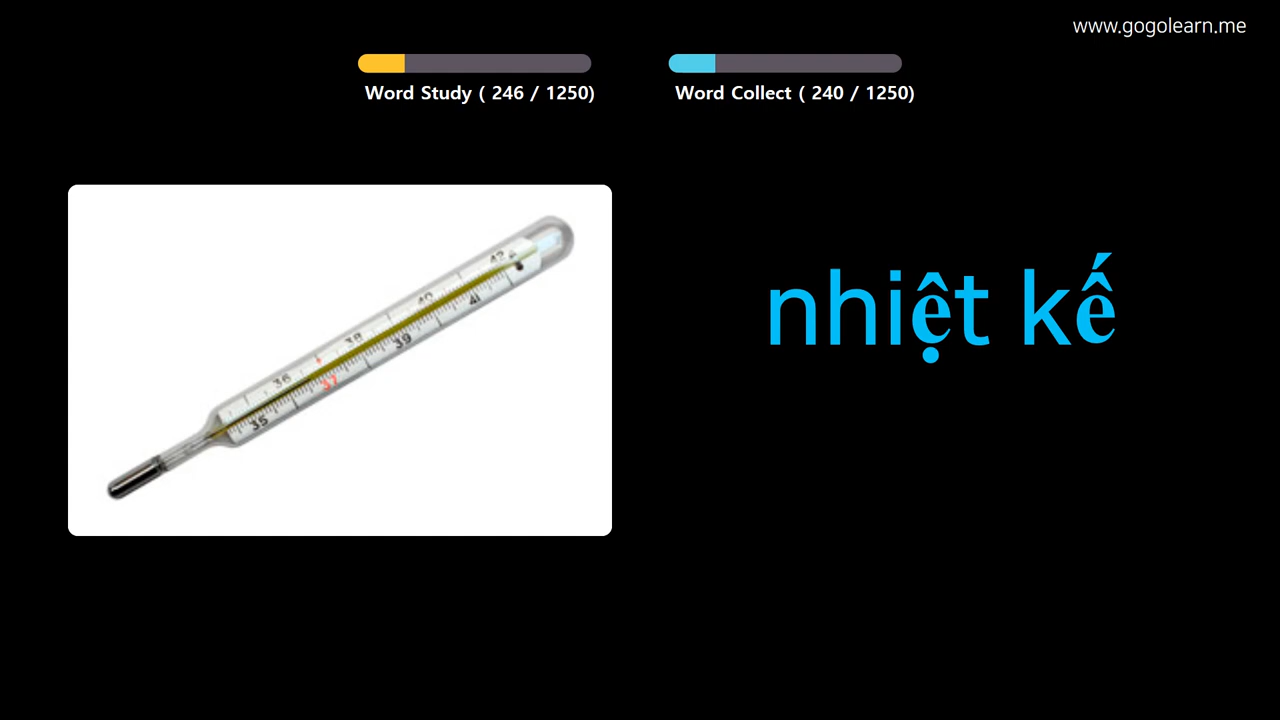 www.gogolearn.me
Word Study ( 246 / 1250)
Word Collect ( 240 / 1250)
nhiệt kế
42
40
41
38
39
36
37
35